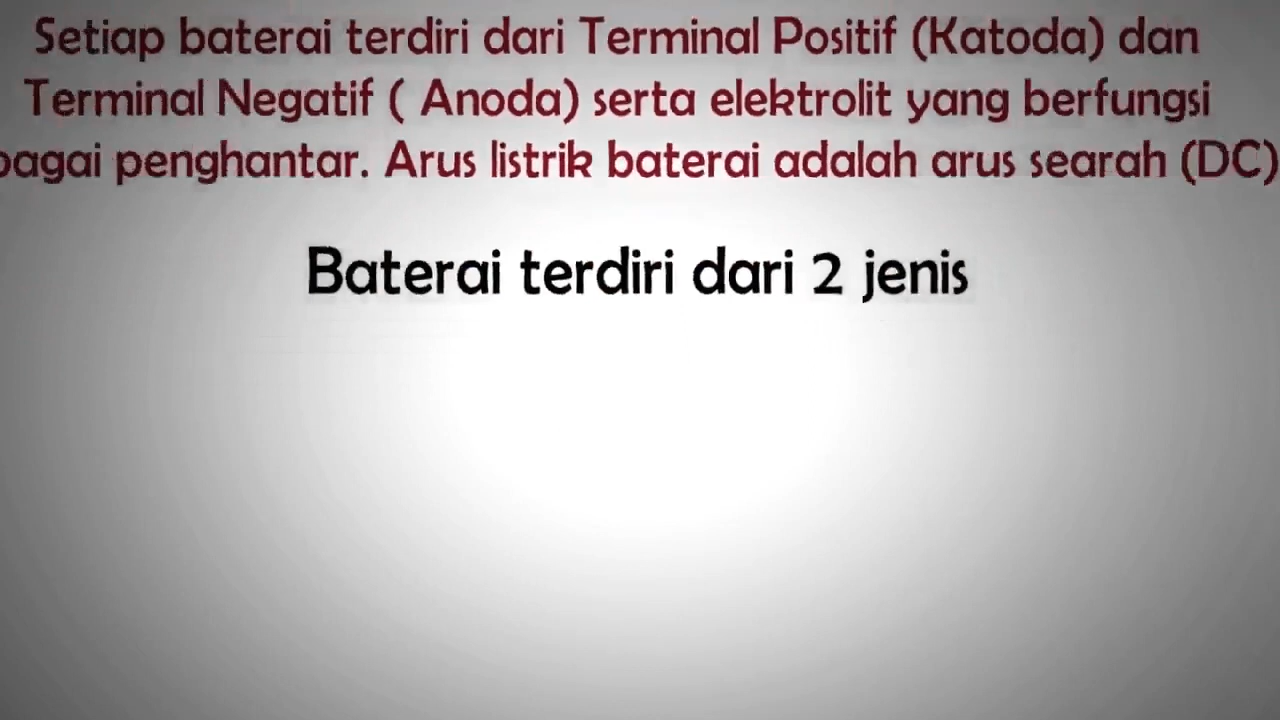 Setiap baterai terdiri dari Terminal Positif (Katoda) dan
Terminal Negatif ( Anoda) serta elektrolit yang berfungsi
bagai penghantar. Arus listrik baterai adalah arus searah (DC)
Baterai terdiri dari 2 jenis